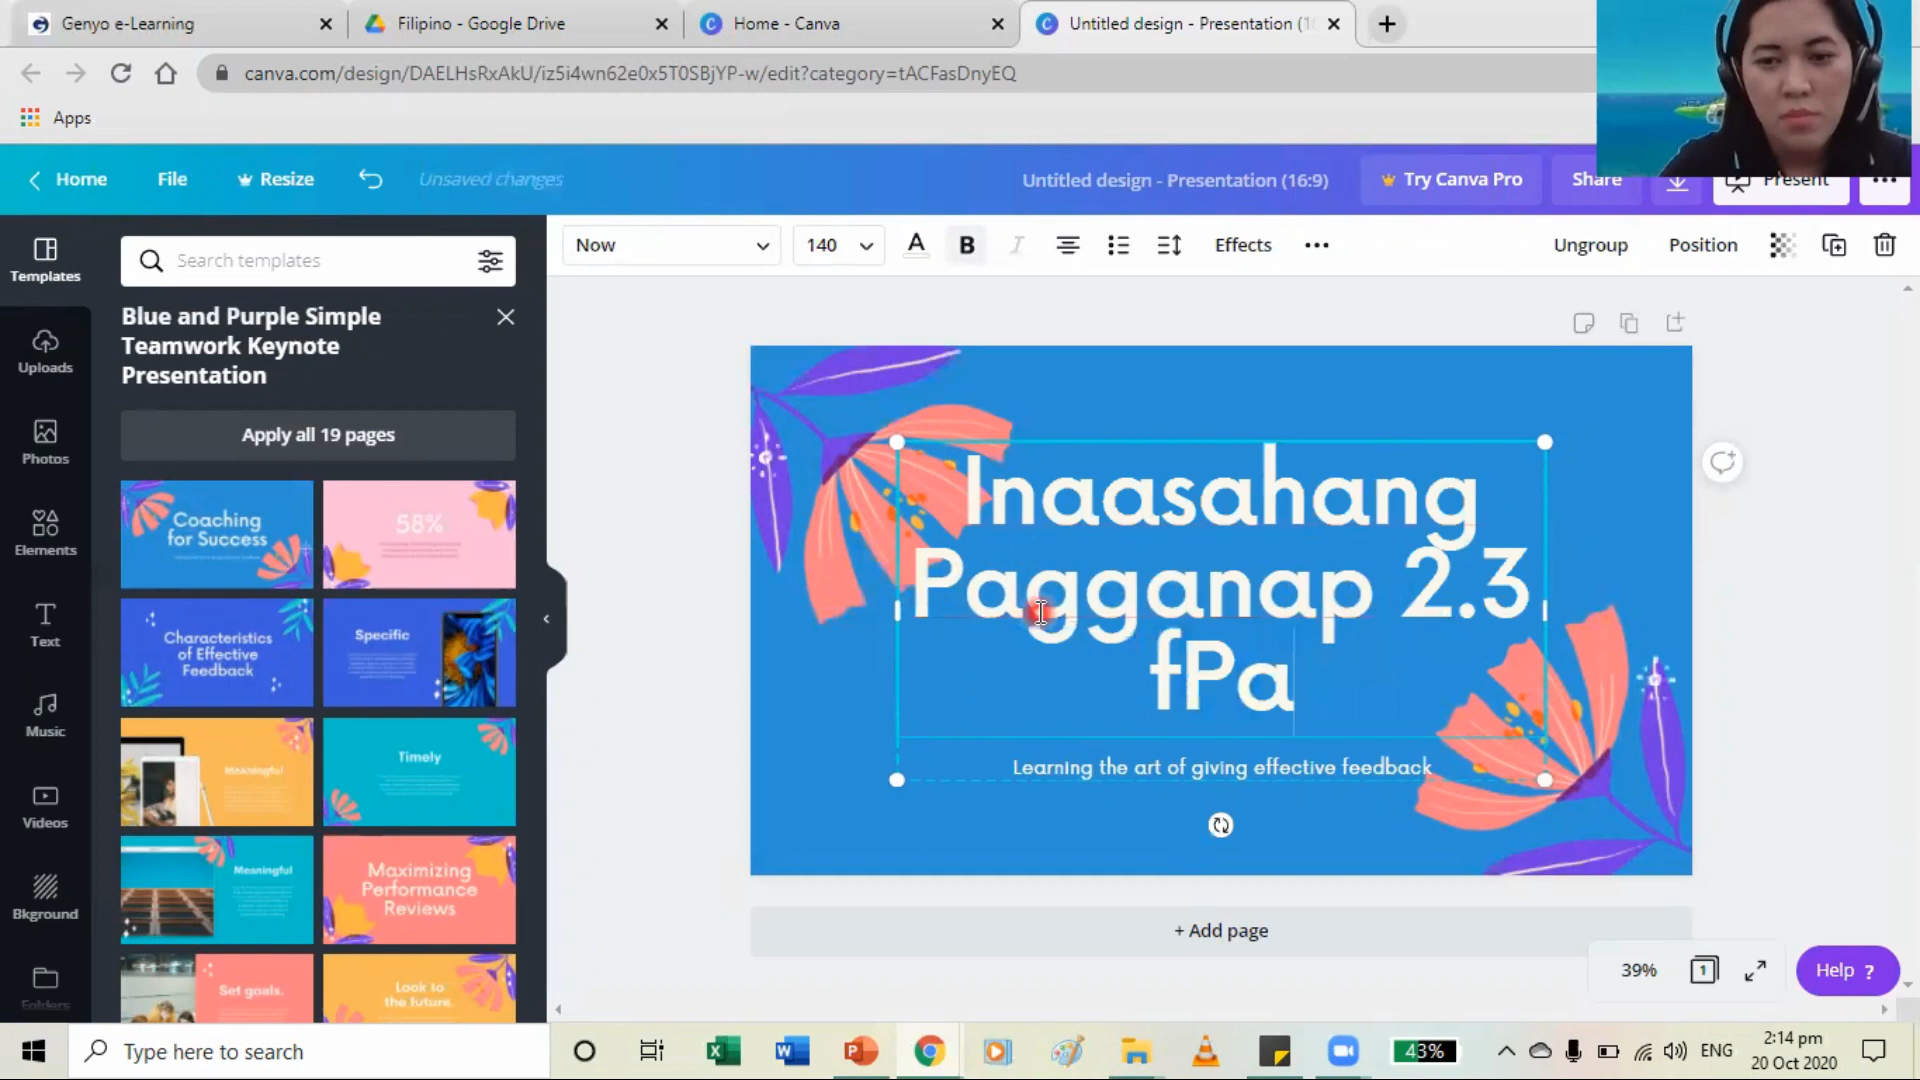 Genyo e-Learning
Filipino - Google Drive
Home - Canva
Untitled design - Presentation (1
canva.com/design/DAELHsRxAkU/iz5i4wn62e0x5T0SBjYP-w/edit?category=tACFasDnyEQ
Apps
Home
File
Resize
Unsaved changes
Untitled design - Presentation (16:9)
Try Canva Pro
Share
Present
Templates
Uploads
Photos
Elements
Text
Music
Videos
Bkground
Folders
Search templates
Blue and Purple Simple
Teamwork Keynote
Presentation
Apply all 19 pages
Coaching
for Success
58%
Characteristics
of Effective
Feedback
Specific
Meaningful
Timely
Meaningful
Maximizing
Performance
Reviews
Set goals.
Look to
the future.
Now
140
A
B
I
Effects
Ungroup
Position
Inaasahang
Pagganap 2.3
fPa
Learning the art of giving effective feedback
+ Add page
39%
1
Help ?
Type here to search
43%
ENG
2:14 pm
20 Oct 2020